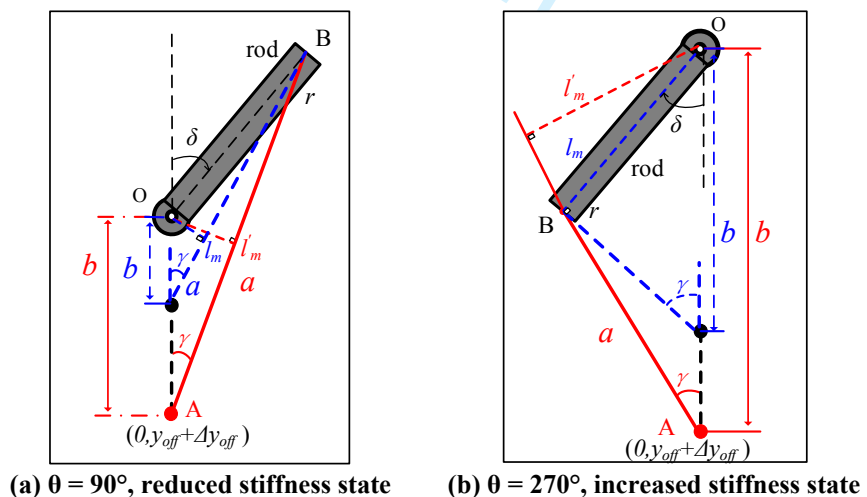 rod
B
r
δ
O
l_m
l'_m
b
b
γ
a
a
γ
A
(0,y_off+Δy_off)
(a) θ = 90°, reduced stiffness state
O
l'_m
δ
l_m
rod
B
r
b
b
γ
a
γ
A
(0,y_off+Δy_off)
(b) θ = 270°, increased stiffness state